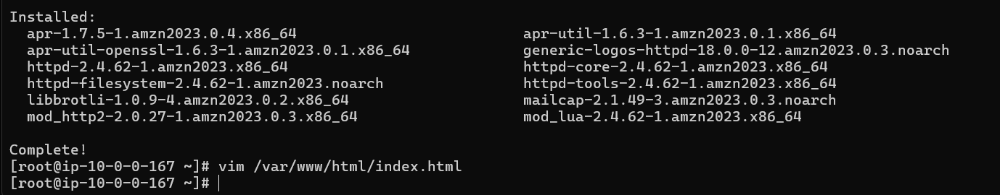 Installed:
apr-1.7.5-1.amzn2023.0.4.x86_64 apr-util-1.6.3-1.amzn2023.0.1.x86_64
apr-util-openssl-1.6.3-1.amzn2023.0.1.x86_64 generic-logos-httpd-18.0.0-12.amzn2023.0.3.noarch
httpd-2.4.62-1.amzn2023.x86_64 httpd-core-2.4.62-1.amzn2023.x86_64
httpd-filesystem-2.4.62-1.amzn2023.noarch httpd-tools-2.4.62-1.amzn2023.x86_64
libbrotli-1.0.9-4.amzn2023.0.2.x86_64 mailcap-2.1.49-3.amzn2023.0.3.noarch
mod_http2-2.0.27-1.amzn2023.0.3.x86_64 mod_lua-2.4.62-1.amzn2023.x86_64
Complete!
[root@ip-10-0-0-167 ~]# vim /var/www/html/index.html
[root@ip-10-0-0-167 ~]#